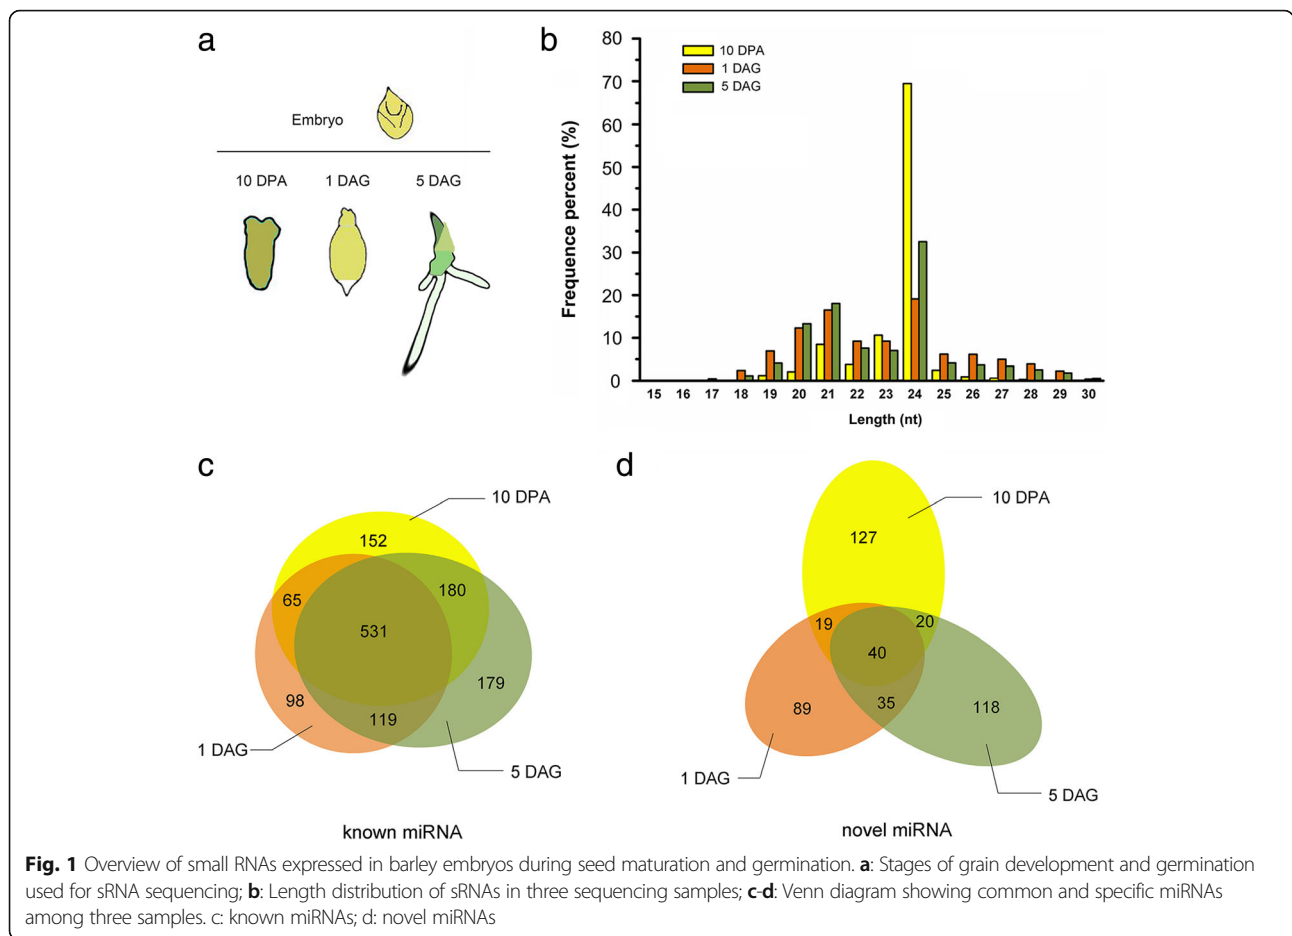 a
Embryo
10 DPA 1 DAG 5 DAG
b
10 DPA
1 DAG
5 DAG
Frequence percent (%)
80
70
60
50
40
30
20
10
0
15 16 17 18 19 20 21 22 23 24 25 26 27 28 29 30
Length (nt)
c
10 DPA
152
65
180
531
98
179
119
1 DAG
5 DAG
known miRNA
d
10 DPA
127
19
20
40
89
35
118
1 DAG
5 DAG
novel miRNA
Fig. 1 Overview of small RNAs expressed in barley embryos during seed maturation and germination. a: Stages of grain development and germination
used for sRNA sequencing; b: Length distribution of sRNAs in three sequencing samples; c-d: Venn diagram showing common and specific miRNAs
among three samples. c: known miRNAs; d: novel miRNAs